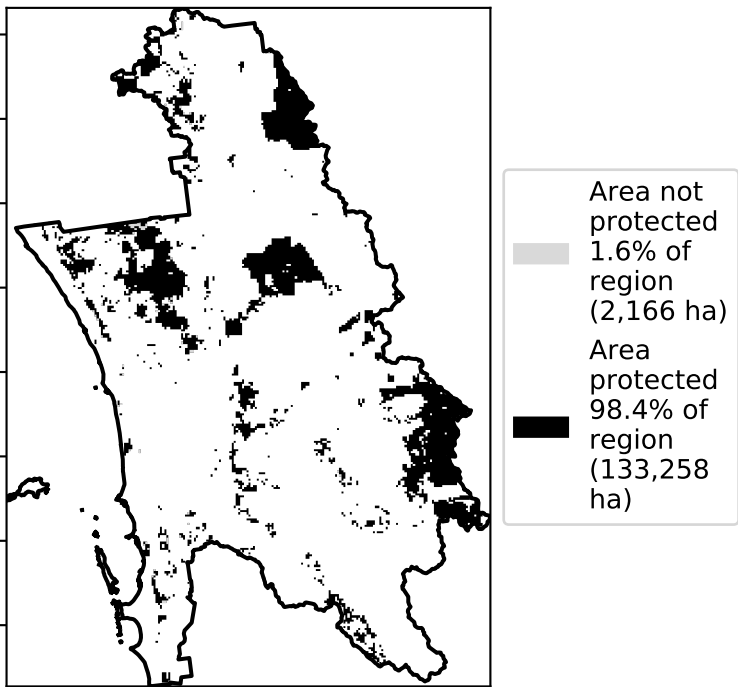 Area not
protected
1.6% of
region
(2,166 ha)
Area
protected
98.4% of
region
(133,258
ha)